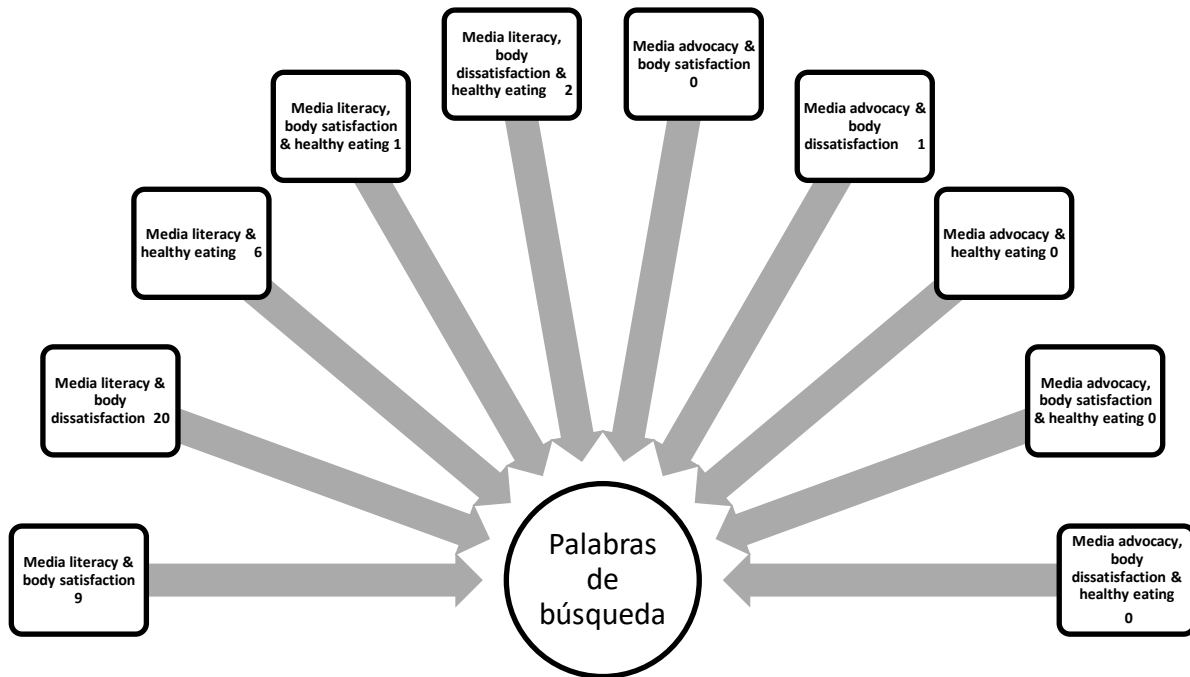 Media literacy &
body satisfaction
9
Media literacy &
body
dissatisfaction 20
Media literacy &
healthy eating 6
Media literacy,
body satisfaction
& healthy eating 1
Media literacy,
body
dissatisfaction &
healthy eating 2
Media advocacy &
body satisfaction
0
Media advocacy
& body
dissatisfaction 1
Media advocacy &
healthy eating 0
Media advocacy,
body satisfaction
& healthy eating 0
Media advocacy,
body
dissatisfaction &
healthy eating
0
Palabras
de
búsqueda